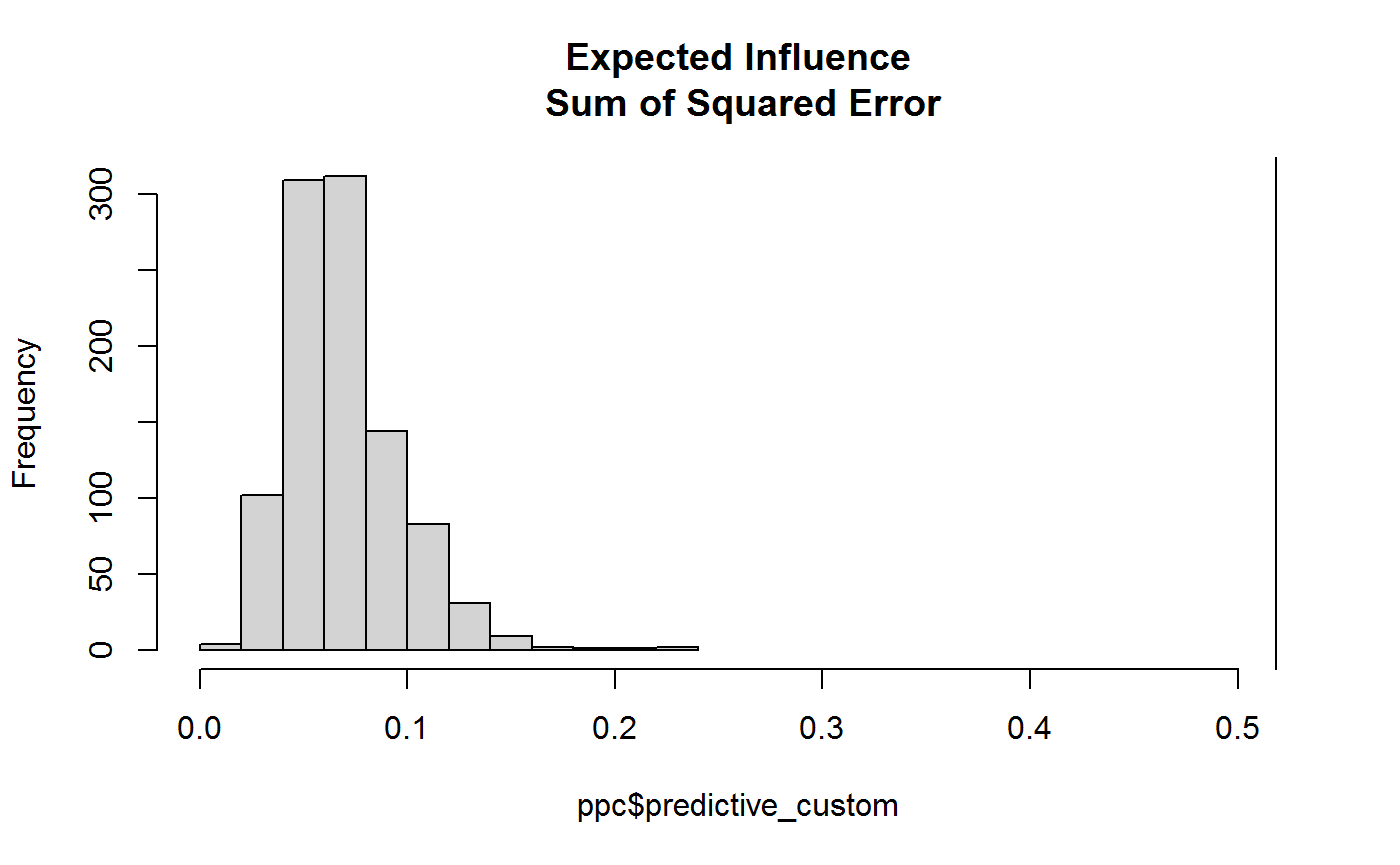 Expected Influence
Sum of Squared Error
300
200
100
50
0
Frequency
0.0 0.1 0.2 0.3 0.4 0.5
ppc$predictive_custom